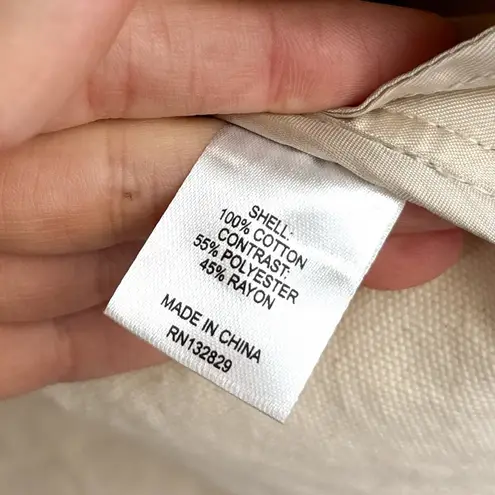 SHELL:
100% COTTON
CONTRAST:
55% POLYESTER
45% RAYON
MADE IN CHINA
RN132829